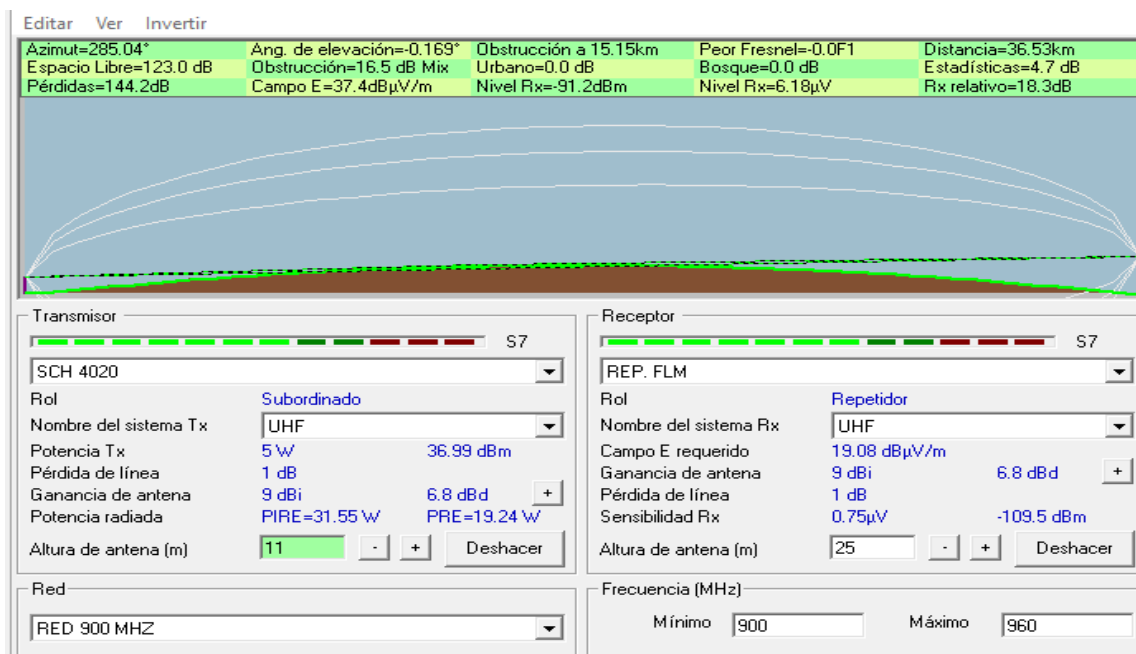 Editar Ver Invertir
Azimut=285.04° Ang. de elevación=-0.169° Obstrucción a 15.15km Peor Fresnel=-0.0F1 Distancia=36.53km
Espacio Libre=123.0 dB Obstrucción=16.5 dB Mix Urbano=0.0 dB Bosque=0.0 dB Estadísticas=4.7 dB
Pérdidas=144.2dB Campo E=37.4dBµV/m Nivel Rx=-91.2dBm Nivel Rx=6.18µV Rx relativo=18.3dB
Transmisor
S7
SCH 4020
Rol Subordinado
Nombre del sistema Tx UHF
Potencia Tx 5 W 36.99 dBm
Pérdida de línea 1 dB
Ganancia de antena 9 dBi 6.8 dBd +
Potencia radiada PIRE=31.55 W PRE=19.24 W
Altura de antena (m) 11 - + Deshacer
Receptor
S7
REP. FLM
Rol Repetidor
Nombre del sistema Rx UHF
Campo E requerido 19.08 dBµV/m
Ganancia de antena 9 dBi 6.8 dBd +
Pérdida de línea 1 dB
Sensibilidad Rx 0.75µV -109.5 dBm
Altura de antena (m) 25 - + Deshacer
Red
RED 900 MHZ
Frecuencia (MHz)
Mínimo 900 Máximo 960